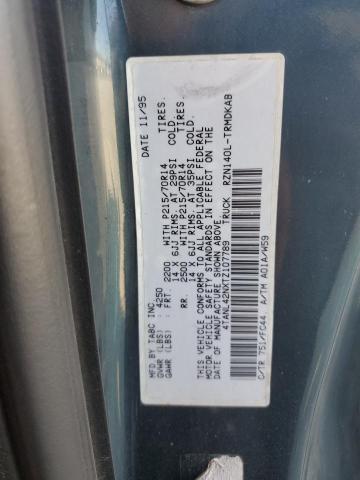 MFD BY TABC INC. DATE 11/95
GVWR (LBS) : 4250
GAWR (LBS) : FRT. 2200 WITH P215/70R14
14 X 6JJ RIMS, AT 29PSI COLD.
RR. 2500 WITH P215/70R14
14 X 6JJ RIMS, AT 35PSI COLD.
THIS VEHICLE CONFORMS TO ALL APPLICABLE FEDERAL
MOTOR VEHICLE SAFETY STANDARDS IN EFFECT ON THE
DATE OF MANUFACTURE SHOWN ABOVE.
4TANL42NXTZ107789 TRUCK RZN140L-TRMDKAB
C/TR 751/FC44 A/TM A01A/W59